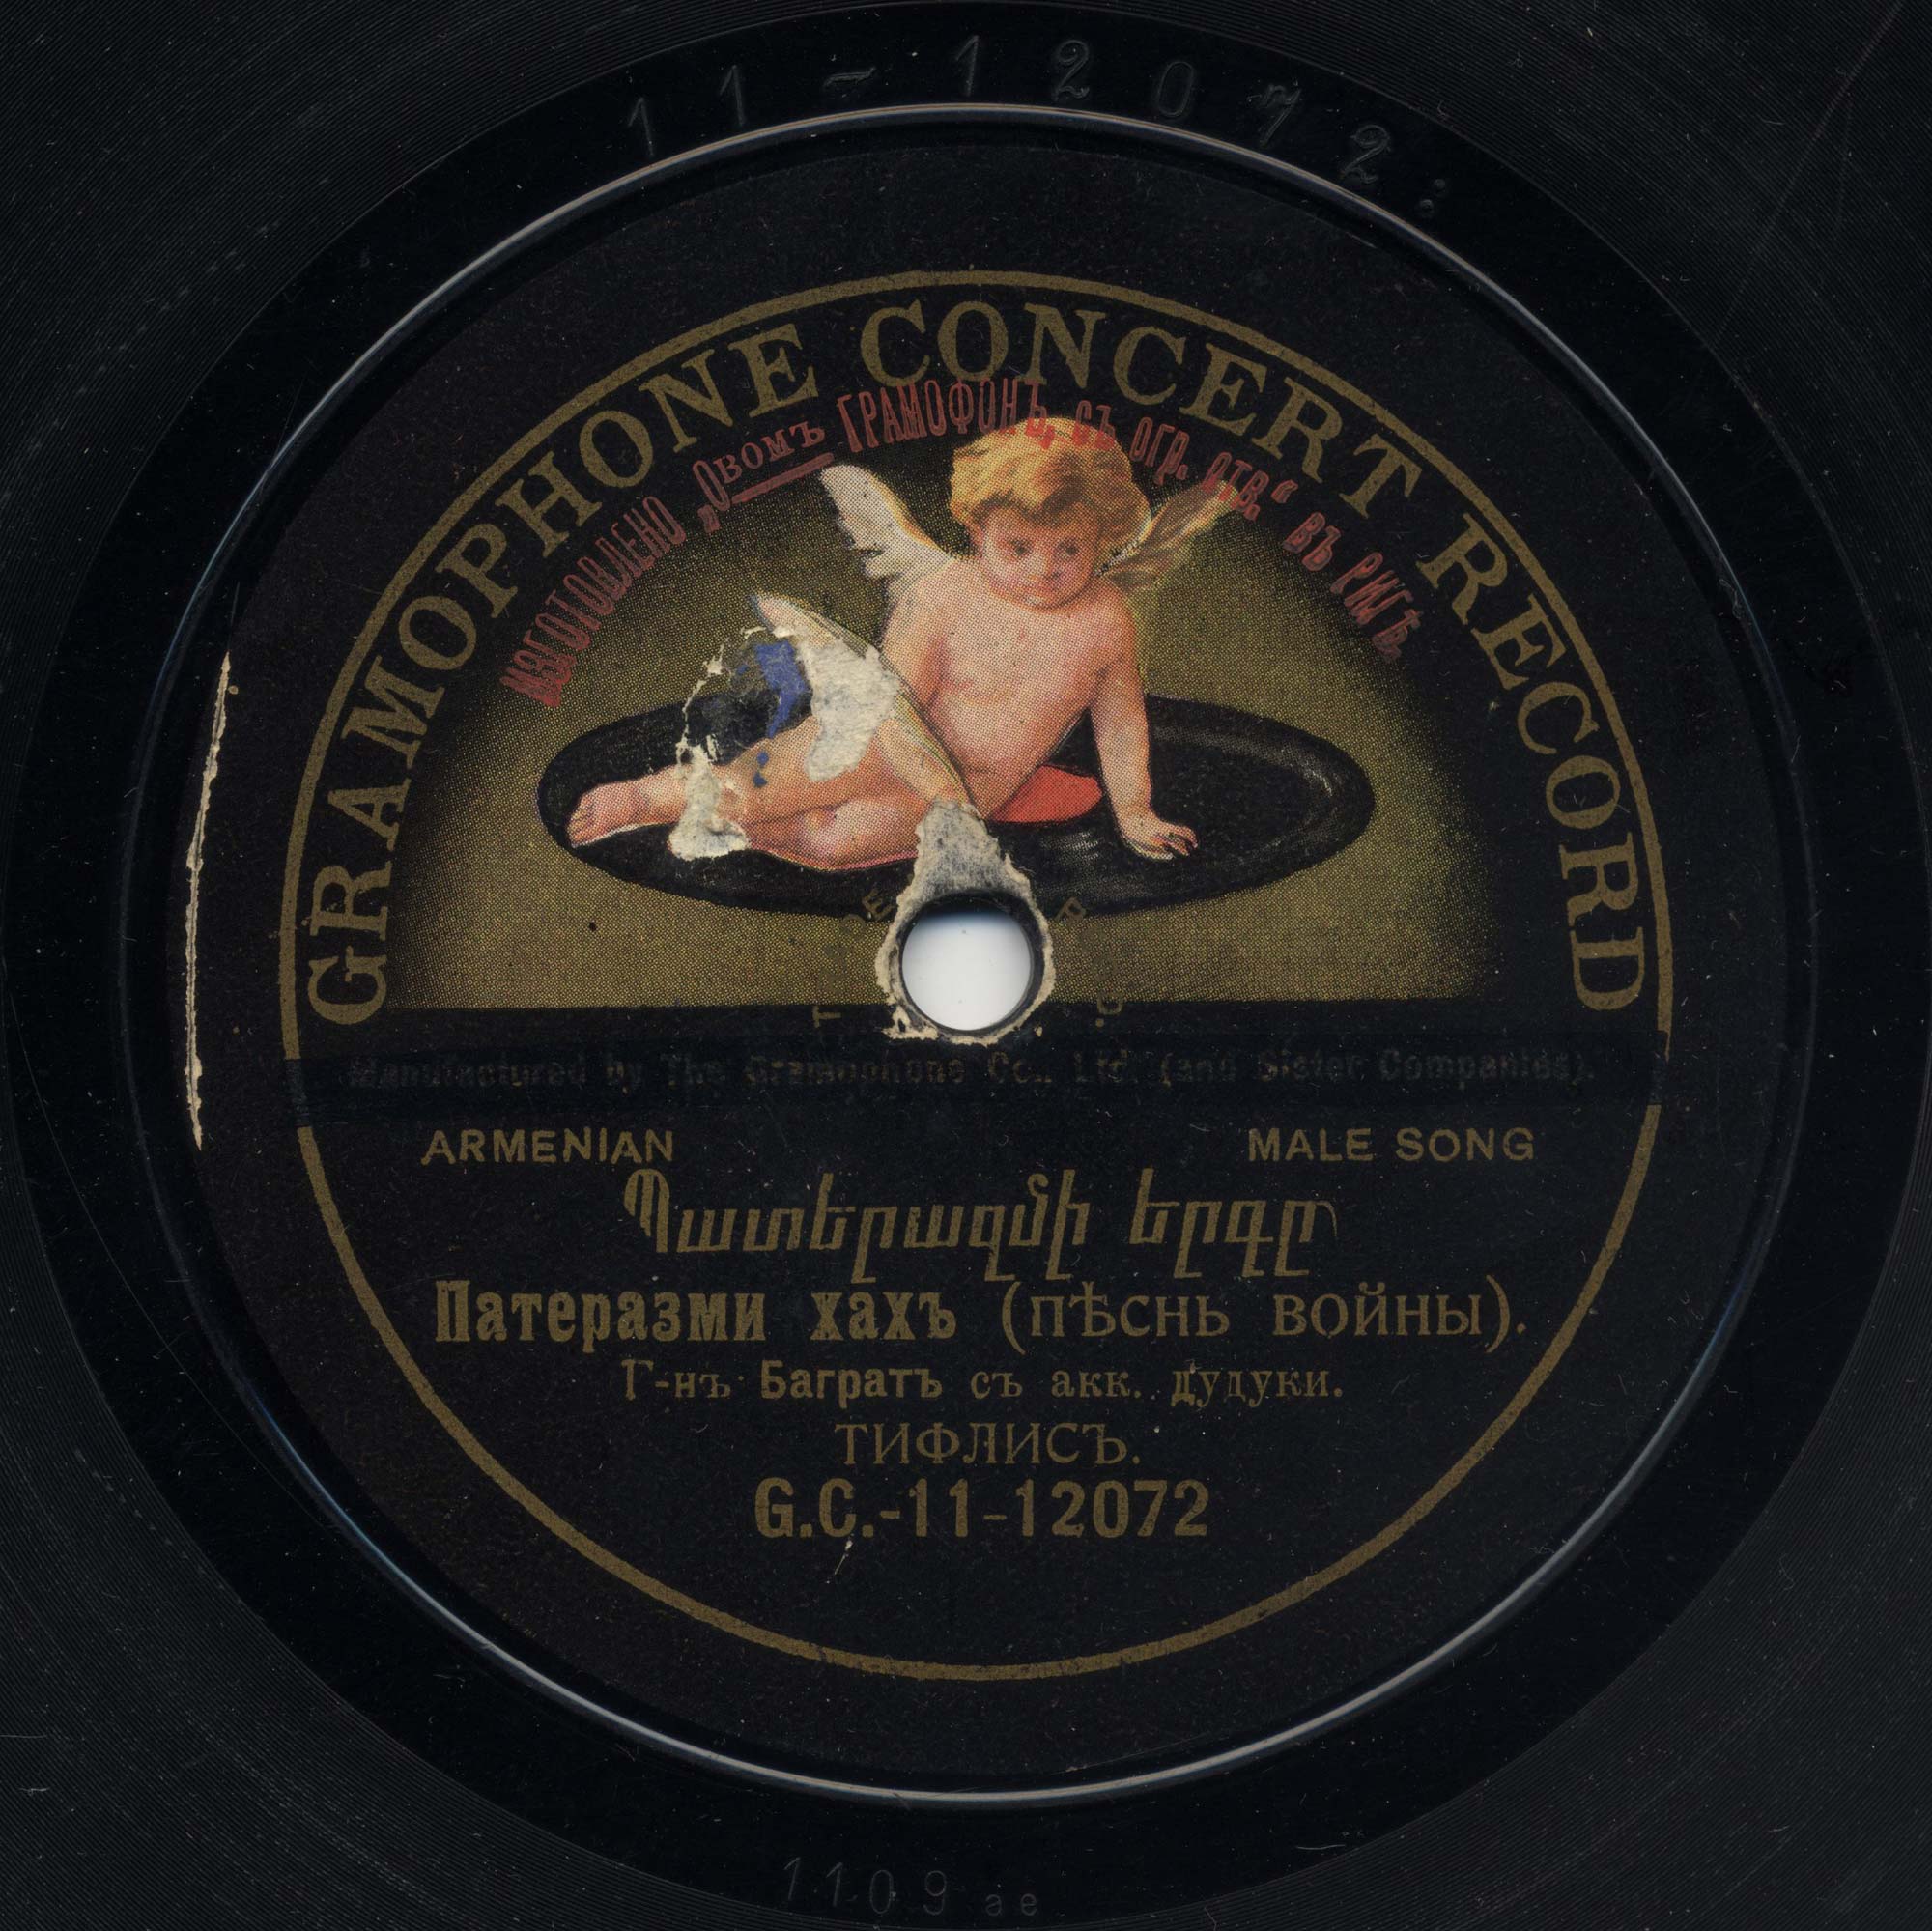 11-12072:
GRAMOPHONE CONCERT RECORD
ИЗГОТОВЛЕНО „О-вомъ ГРАМОФОНЪ, съ огр. отв.“ ВЪ РИГѢ.
Manufactured by The Gramophone Co., Ltd. (and Sister Companies).
ARMENIAN MALE SONG
Պատերազմի երգը
Патеразми хахъ (пѣснь войны).
Г-нъ Багратъ съ акк. дудуки.
ТИФЛИСЪ.
G.C.-11-12072
1109 ae